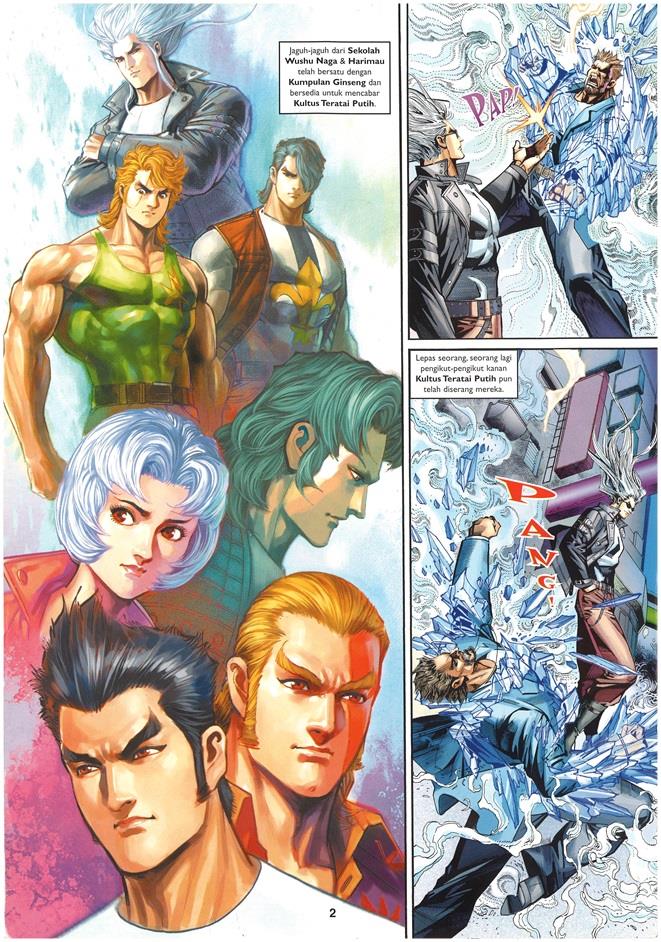 Jaguh-jaguh dari Sekolah
Wushu Naga & Harimau
telah bersatu dengan
Kumpulan Ginseng dan
bersedia untuk mencabar
Kultus Teratai Putih.
PAP!
Lepas seorang, seorang lagi
pengikut-pengikut kanan
Kultus Teratai Putih pun
telah diserang mereka.
PANG!
2